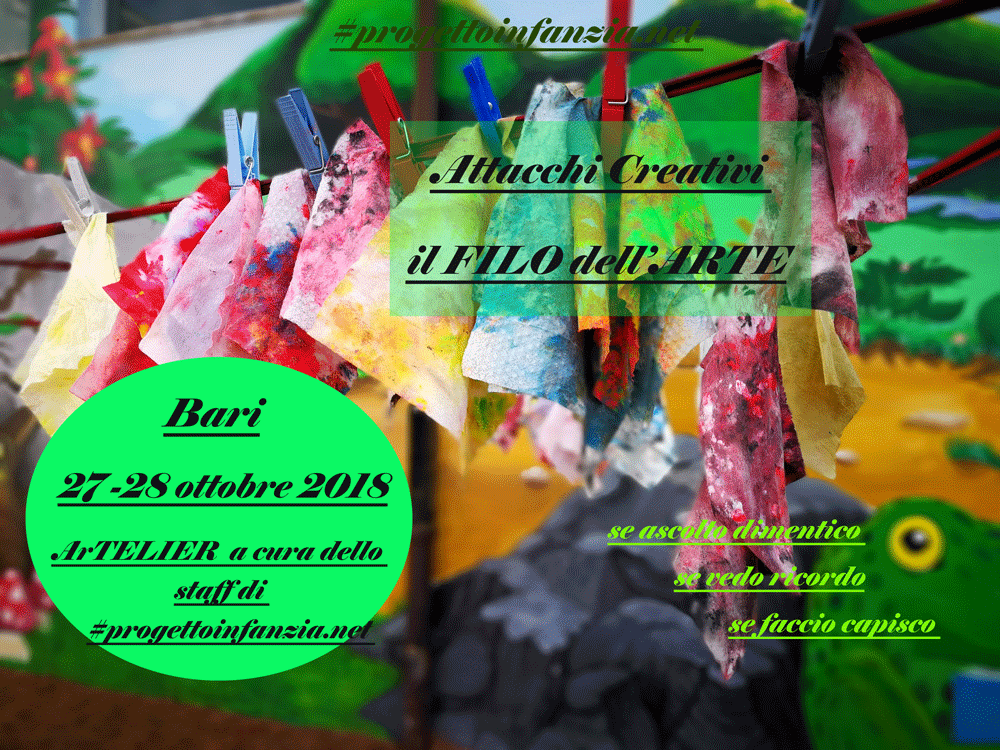 #progettoinfanzia.net
Attacchi Creativi
il FILO dell'ARTE
Bari
27-28 ottobre 2018
ArTELIER a cura dello
staff di
#progettoinfanzia.net
se ascolto dimentico
se vedo ricordo
se faccio capisco